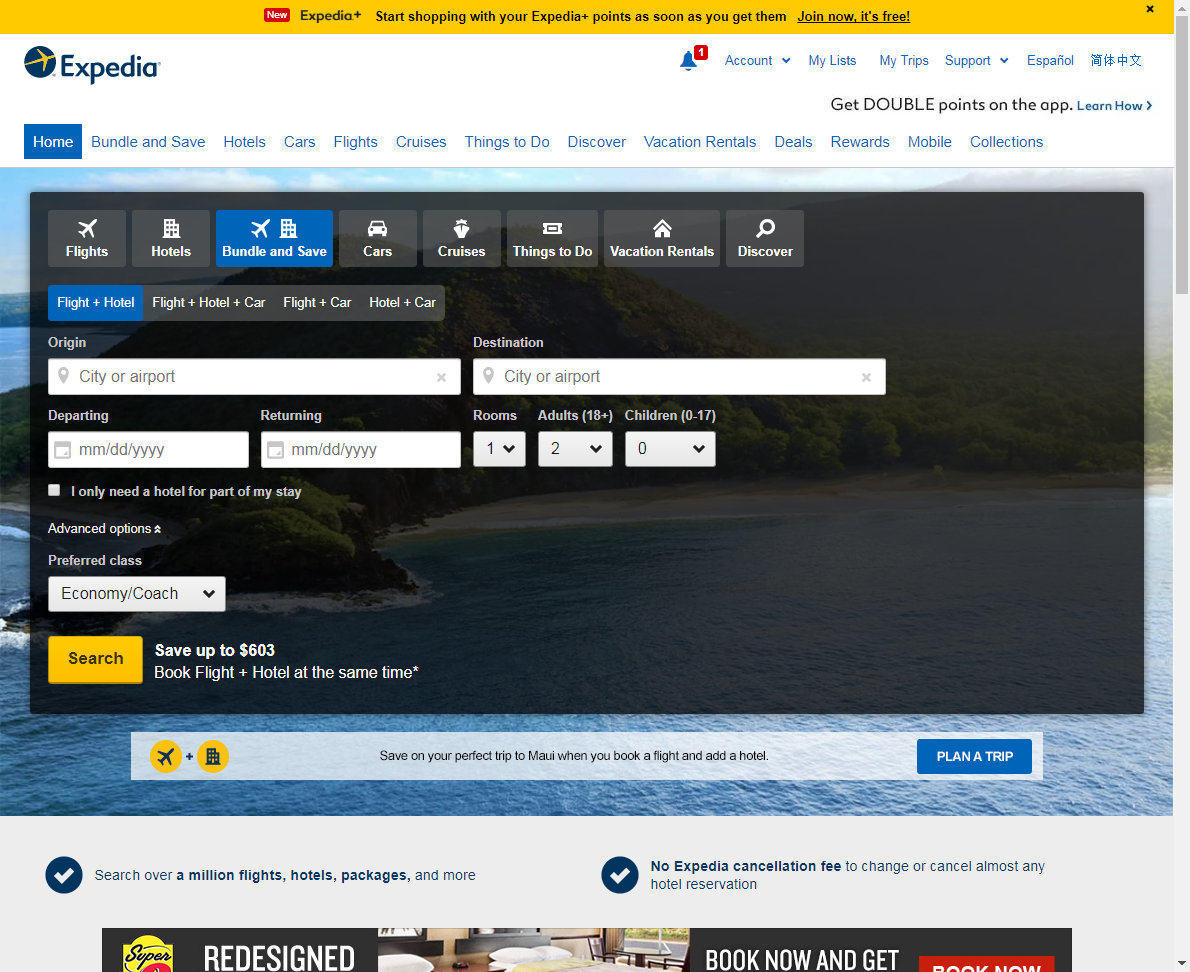 New Expedia+ Start shopping with your Expedia+ points as soon as you get them Join now, it's free!
Expedia
1
Account My Lists My Trips Support Español 简体中文
Get DOUBLE points on the app. Learn How
Home Bundle and Save Hotels Cars Flights Cruises Things to Do Discover Vacation Rentals Deals Rewards Mobile Collections
Flights Hotels Bundle and Save Cars Cruises Things to Do Vacation Rentals Discover
Flight + Hotel Flight + Hotel + Car Flight + Car Hotel + Car
Origin Destination
City or airport City or airport
Departing Returning Rooms Adults (18+) Children (0-17)
mm/dd/yyyy mm/dd/yyyy 1 2 0
I only need a hotel for part of my stay
Advanced options
Preferred class
Economy/Coach
Search
Save up to $603
Book Flight + Hotel at the same time*
+ Save on your perfect trip to Maui when you book a flight and add a hotel. PLAN A TRIP
Search over a million flights, hotels, packages, and more
No Expedia cancellation fee to change or cancel almost any
hotel reservation
Super
REDESIGNED
BOOK NOW AND GET
BOOK NOW